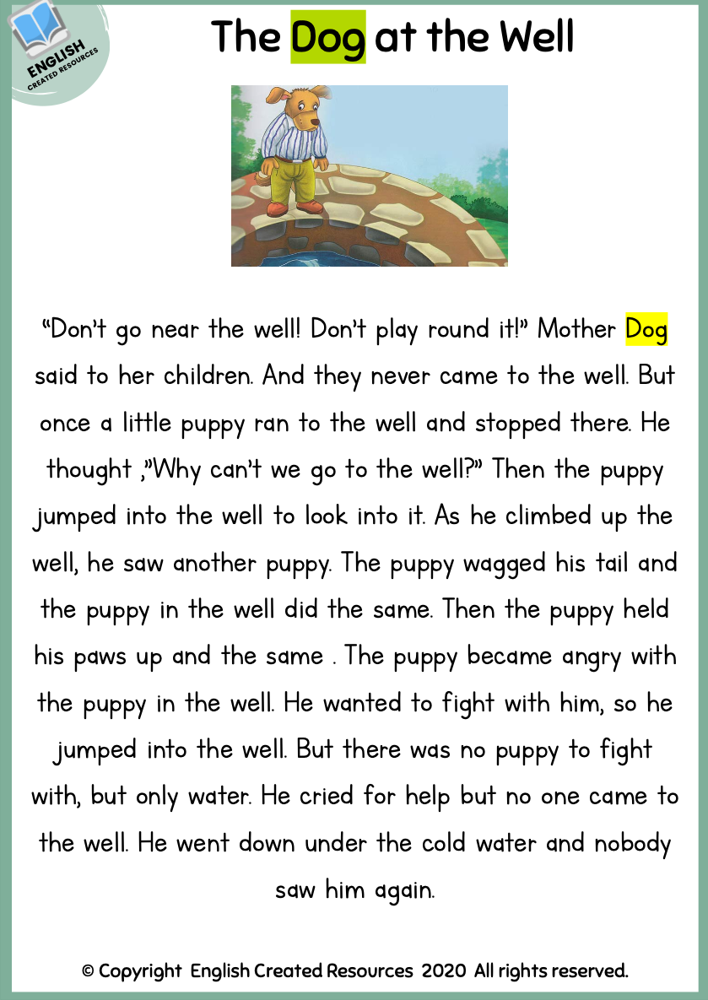 ENGLISH
CREATED RESOURCES
The Dog at the Well
“Don’t go near the well! Don’t play round it!” Mother Dog
said to her children. And they never came to the well. But
once a little puppy ran to the well and stopped there. He
thought ,”Why can’t we go to the well?” Then the puppy
jumped into the well to look into it. As he climbed up the
well, he saw another puppy. The puppy wagged his tail and
the puppy in the well did the same. Then the puppy held
his paws up and the same . The puppy became angry with
the puppy in the well. He wanted to fight with him, so he
jumped into the well. But there was no puppy to fight
with, but only water. He cried for help but no one came to
the well. He went down under the cold water and nobody
saw him again.
© Copyright English Created Resources 2020 All rights reserved.